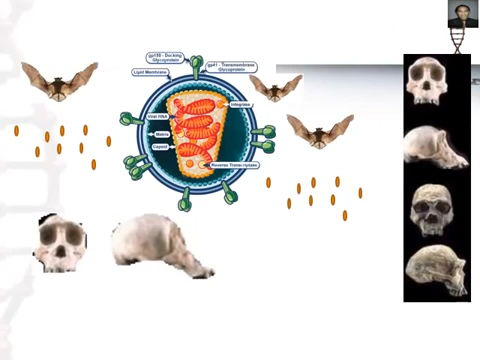 gp120 - Docking
Glycoprotein
gp41 - Transmembrane
Glycoprotein
Lipid Membrane
Integrase
Viral RNA
Matrix
Capsid
Reverse Transcriptase